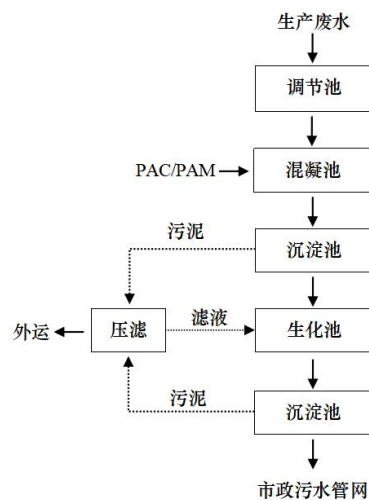 生产废水
调节池
PAC/PAM
混凝池
污泥
沉淀池
外运
压滤
滤液
生化池
污泥
沉淀池
市政污水管网